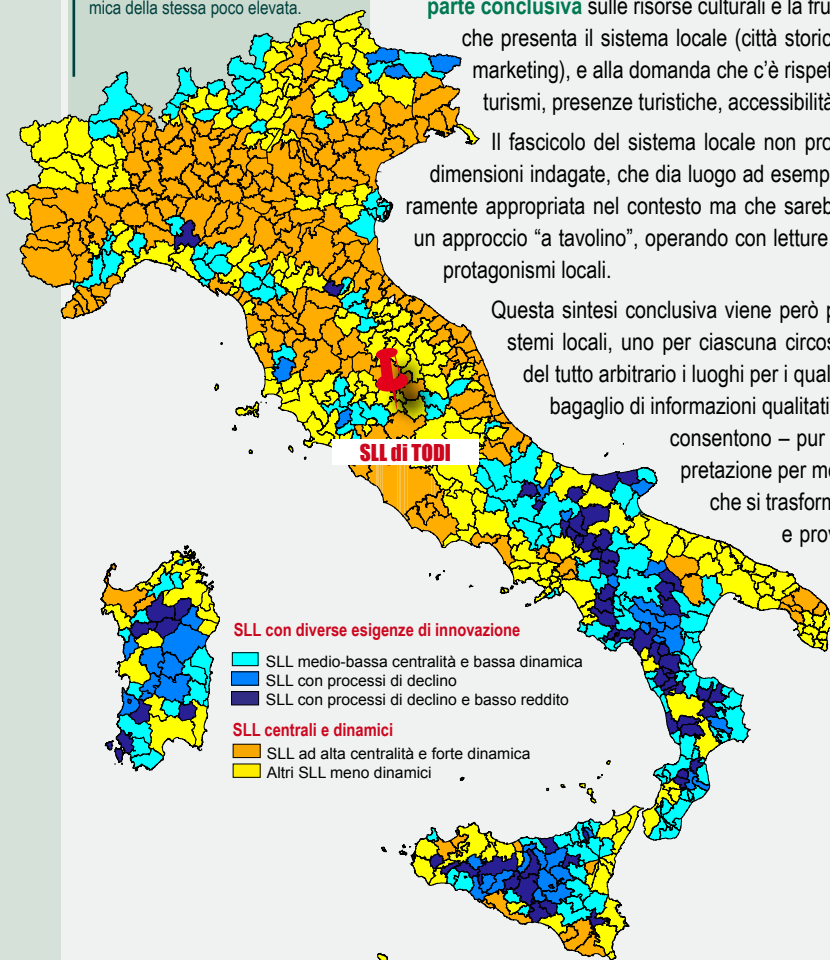 mica della stessa poco elevata.
parte conclusiva sulle risorse culturali e la fru
che presenta il sistema locale (città storic
marketing), e alla domanda che c'è rispet
turismi, presenze turistiche, accessibilità
Il fascicolo del sistema locale non pro
dimensioni indagate, che dia luogo ad esemp
ramente appropriata nel contesto ma che sareb
un approccio “a tavolino”, operando con letture
protagonismi locali.
Questa sintesi conclusiva viene però p
stemi locali, uno per ciascuna circos
del tutto arbitrario i luoghi per i qual
bagaglio di informazioni qualitati
consentono – pur
pretazione per me
che si trasform
e prov
SLL di TODI
SLL con diverse esigenze di innovazione
SLL medio-bassa centralità e bassa dinamica
SLL con processi di declino
SLL con processi di declino e basso reddito
SLL centrali e dinamici
SLL ad alta centralità e forte dinamica
Altri SLL meno dinamici